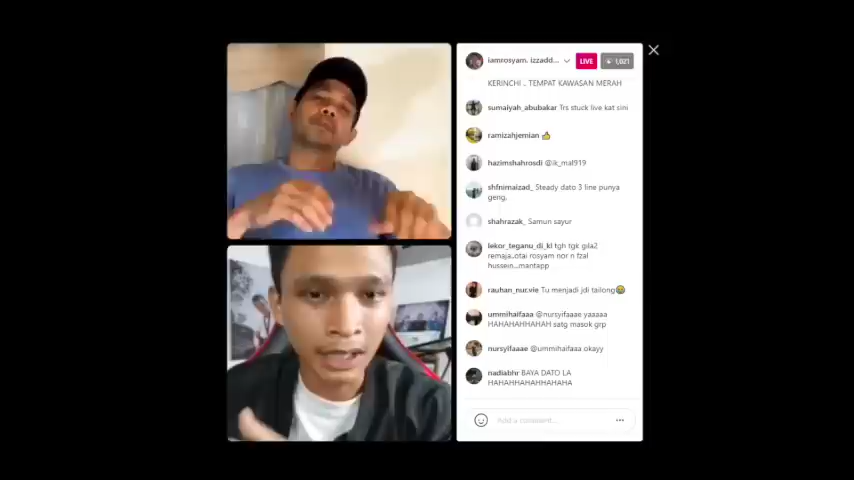 iamrosyam. izzadd...
LIVE
1,021
KERINCHI .. TEMPAT KAWASAN MERAH
sumaiyah_abubakar Trs stuck live kat sini
ramizahjemian
hazimshahrosdi @ik_mal919
shfnimaizad_ Steady dato 3 line punya
geng,
shahrazak_ Samun sayur
lekor_teganu_di_kl tgh tgk gila2
remaja..otai rosyam nor n fzal
hussein...mantapp
rauhan_nur.vie Tu menjadi jdi tailong
ummihaifaaa @nursyifaaae yaaaaa
HAHAHAHHAHAH satg masok grp
nursyifaaae @ummihaifaaa okayy
nadiabhr BAYA DATO LA
HAHAHHAHAHHAHAHA
Add a comment...